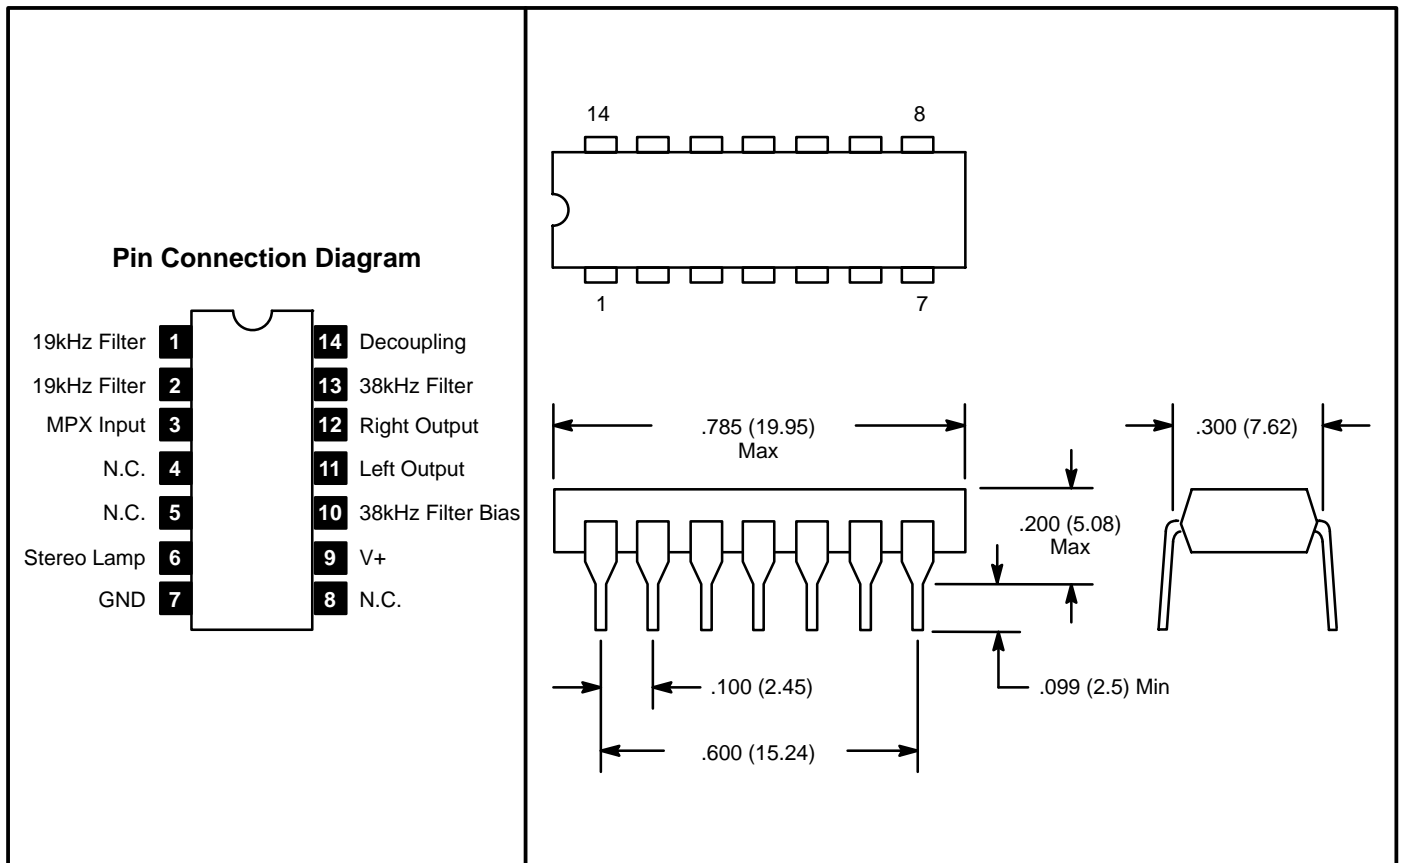 Pin Connection Diagram
19kHz Filter 1 14 Decoupling
19kHz Filter 2 13 38kHz Filter
MPX Input 3 12 Right Output
N.C. 4 11 Left Output
N.C. 5 10 38kHz Filter Bias
Stereo Lamp 6 9 V+
GND 7 8 N.C.
14 8
1 7
.785 (19.95)
Max
.300 (7.62)
.200 (5.08)
Max
.100 (2.45)
.099 (2.5) Min
.600 (15.24)